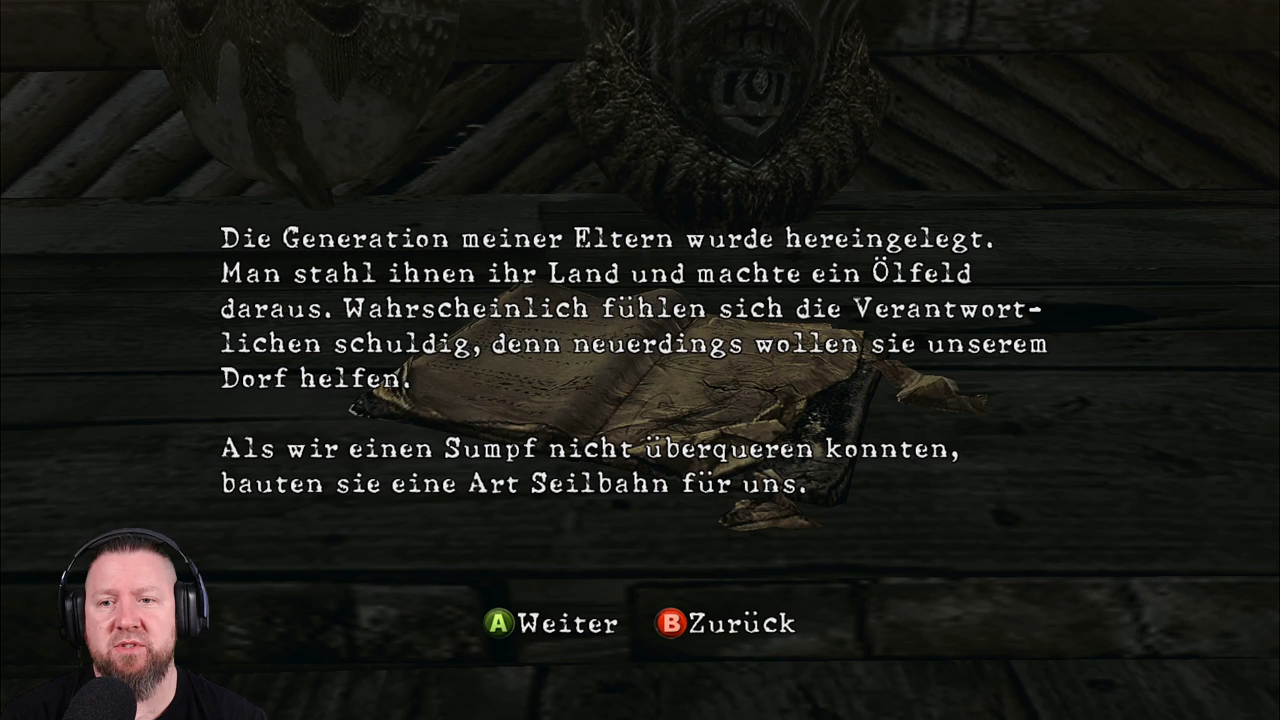 Die Generation meiner Eltern wurde hereingelegt.
Man stahl ihnen ihr Land und machte ein Ölfeld
daraus. Wahrscheinlich fühlen sich die Verantwort-
lichen schuldig, denn neuerdings wollen sie unserem
Dorf helfen.
Als wir einen Sumpf nicht überqueren konnten,
bauten sie eine Art Seilbahn für uns.
A Weiter B Zurück